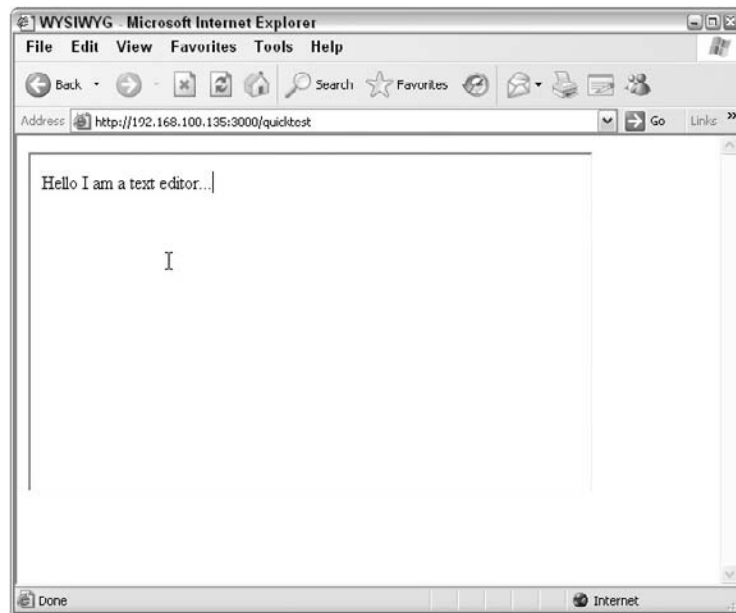 WYSIWYG - Microsoft Internet Explorer
File Edit View Favorites Tools Help
Back Search Favorites
Address http://192.168.100.135:3000/quicktest Go Links »
Hello I am a text editor...
Done Internet